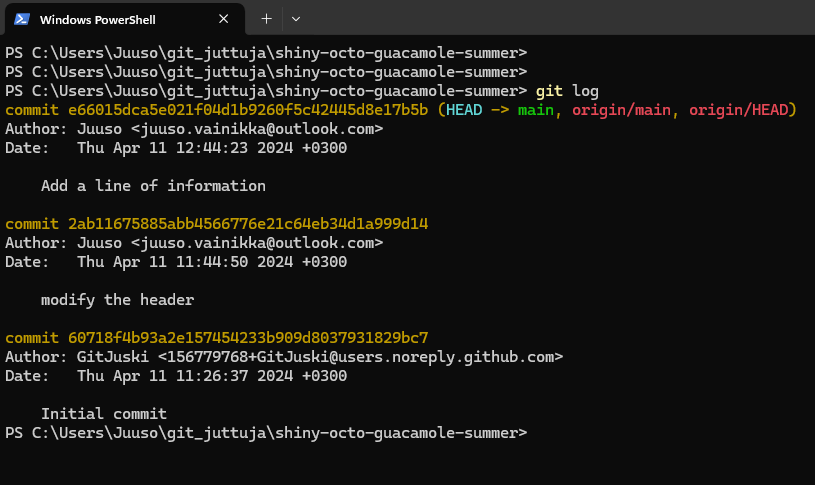 Windows PowerShell
PS C:\Users\Juuso\git_juttuja\shiny-octo-guacamole-summer>
PS C:\Users\Juuso\git_juttuja\shiny-octo-guacamole-summer>
PS C:\Users\Juuso\git_juttuja\shiny-octo-guacamole-summer> git log
commit e66015dca5e021f04d1b9260f5c42445d8e17b5b (HEAD -> main, origin/main, origin/HEAD)
Author: Juuso <juuso.vainikka@outlook.com>
Date:   Thu Apr 11 12:44:23 2024 +0300
    Add a line of information
commit 2ab11675885abb4566776e21c64eb34d1a999d14
Author: Juuso <juuso.vainikka@outlook.com>
Date:   Thu Apr 11 11:44:50 2024 +0300
    modify the header
commit 60718f4b93a2e157454233b909d8037931829bc7
Author: GitJuski <156779768+GitJuski@users.noreply.github.com>
Date:   Thu Apr 11 11:26:37 2024 +0300
    Initial commit
PS C:\Users\Juuso\git_juttuja\shiny-octo-guacamole-summer>